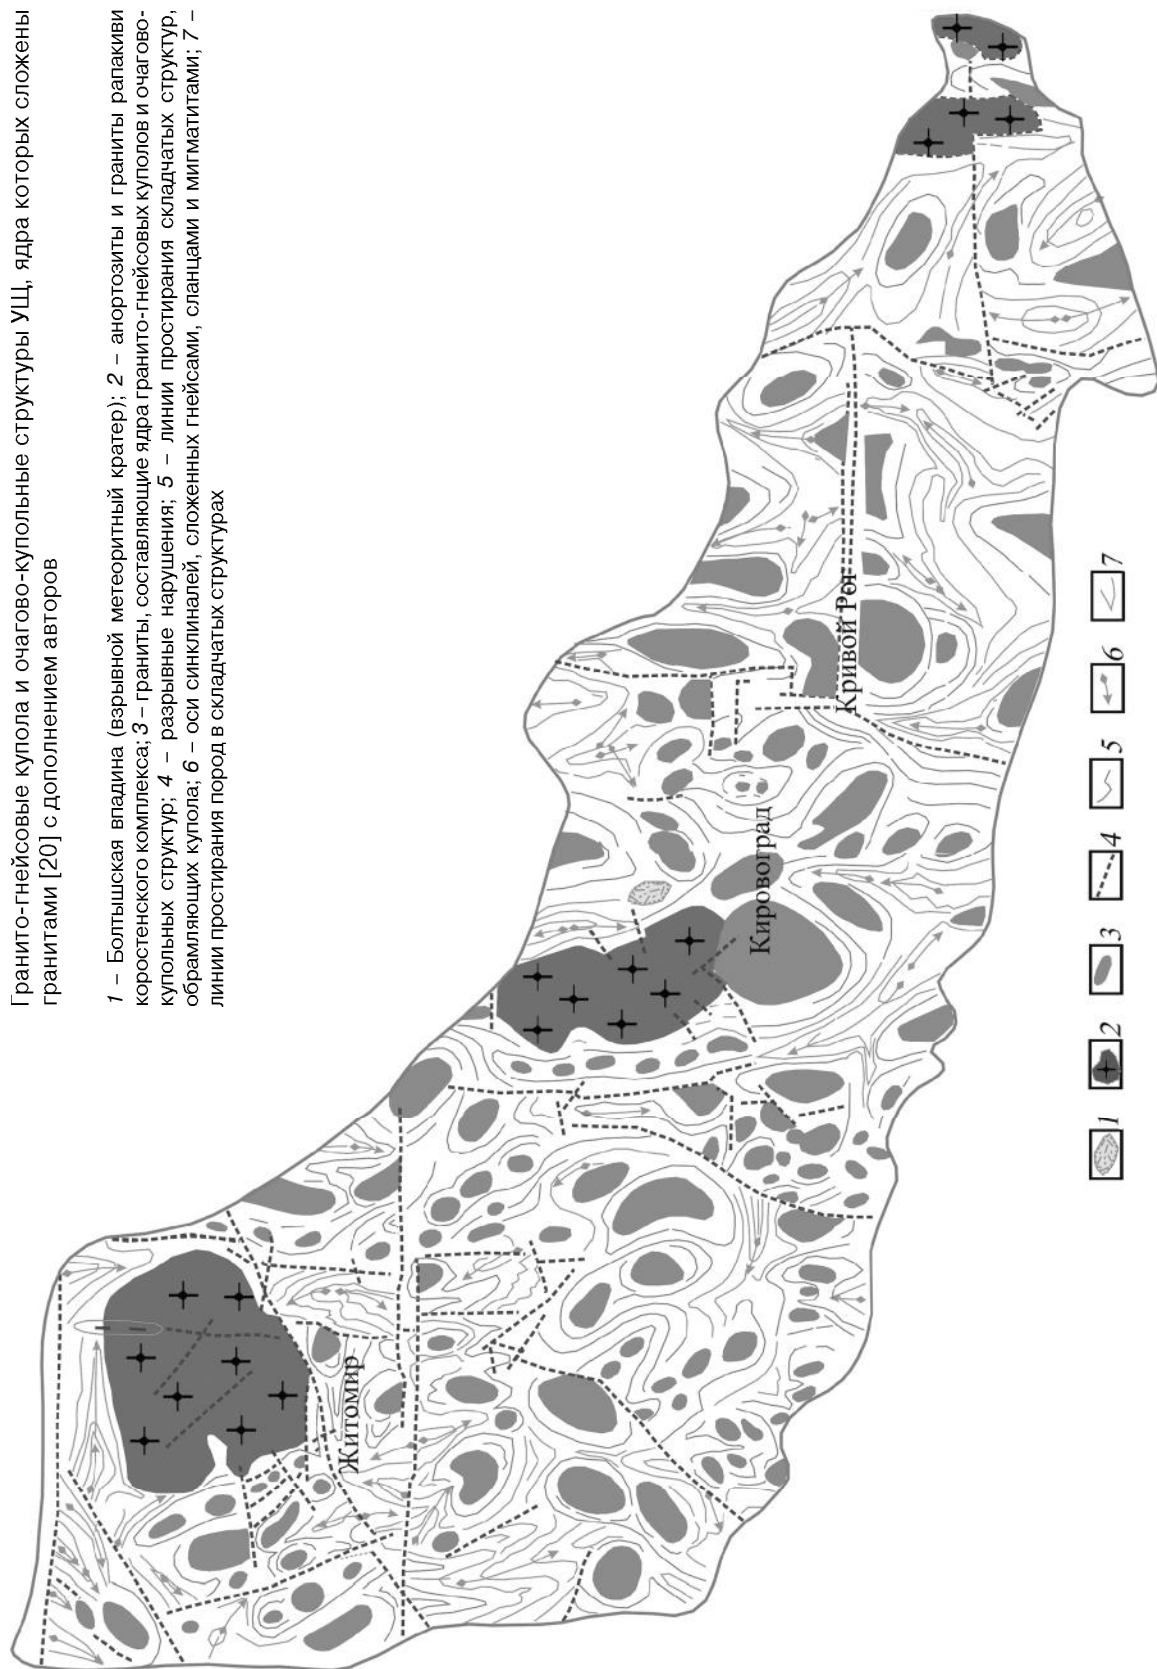 Гранито-гнейсовые купола и очагово-купольные структуры УЩ, ядра которых сложены
гранитами [20] с дополнением авторов
1 – Болтышская впадина (взрывной метеоритный кратер); 2 – анортозиты и граниты рапакиви
коростенского комплекса; 3 – граниты, составляющие ядра гранито-гнейсовых куполов и очагово-
купольных структур; 4 – разрывные нарушения; 5 – линии простирания складчатых структур,
обрамляющих купола; 6 – оси синклиналей, сложенных гнейсами, сланцами и мигматитами; 7 –
линии простирания пород в складчатых структурах
Житомир
Кировоград
Кривой Рог
1 2 3 4 5 6 7